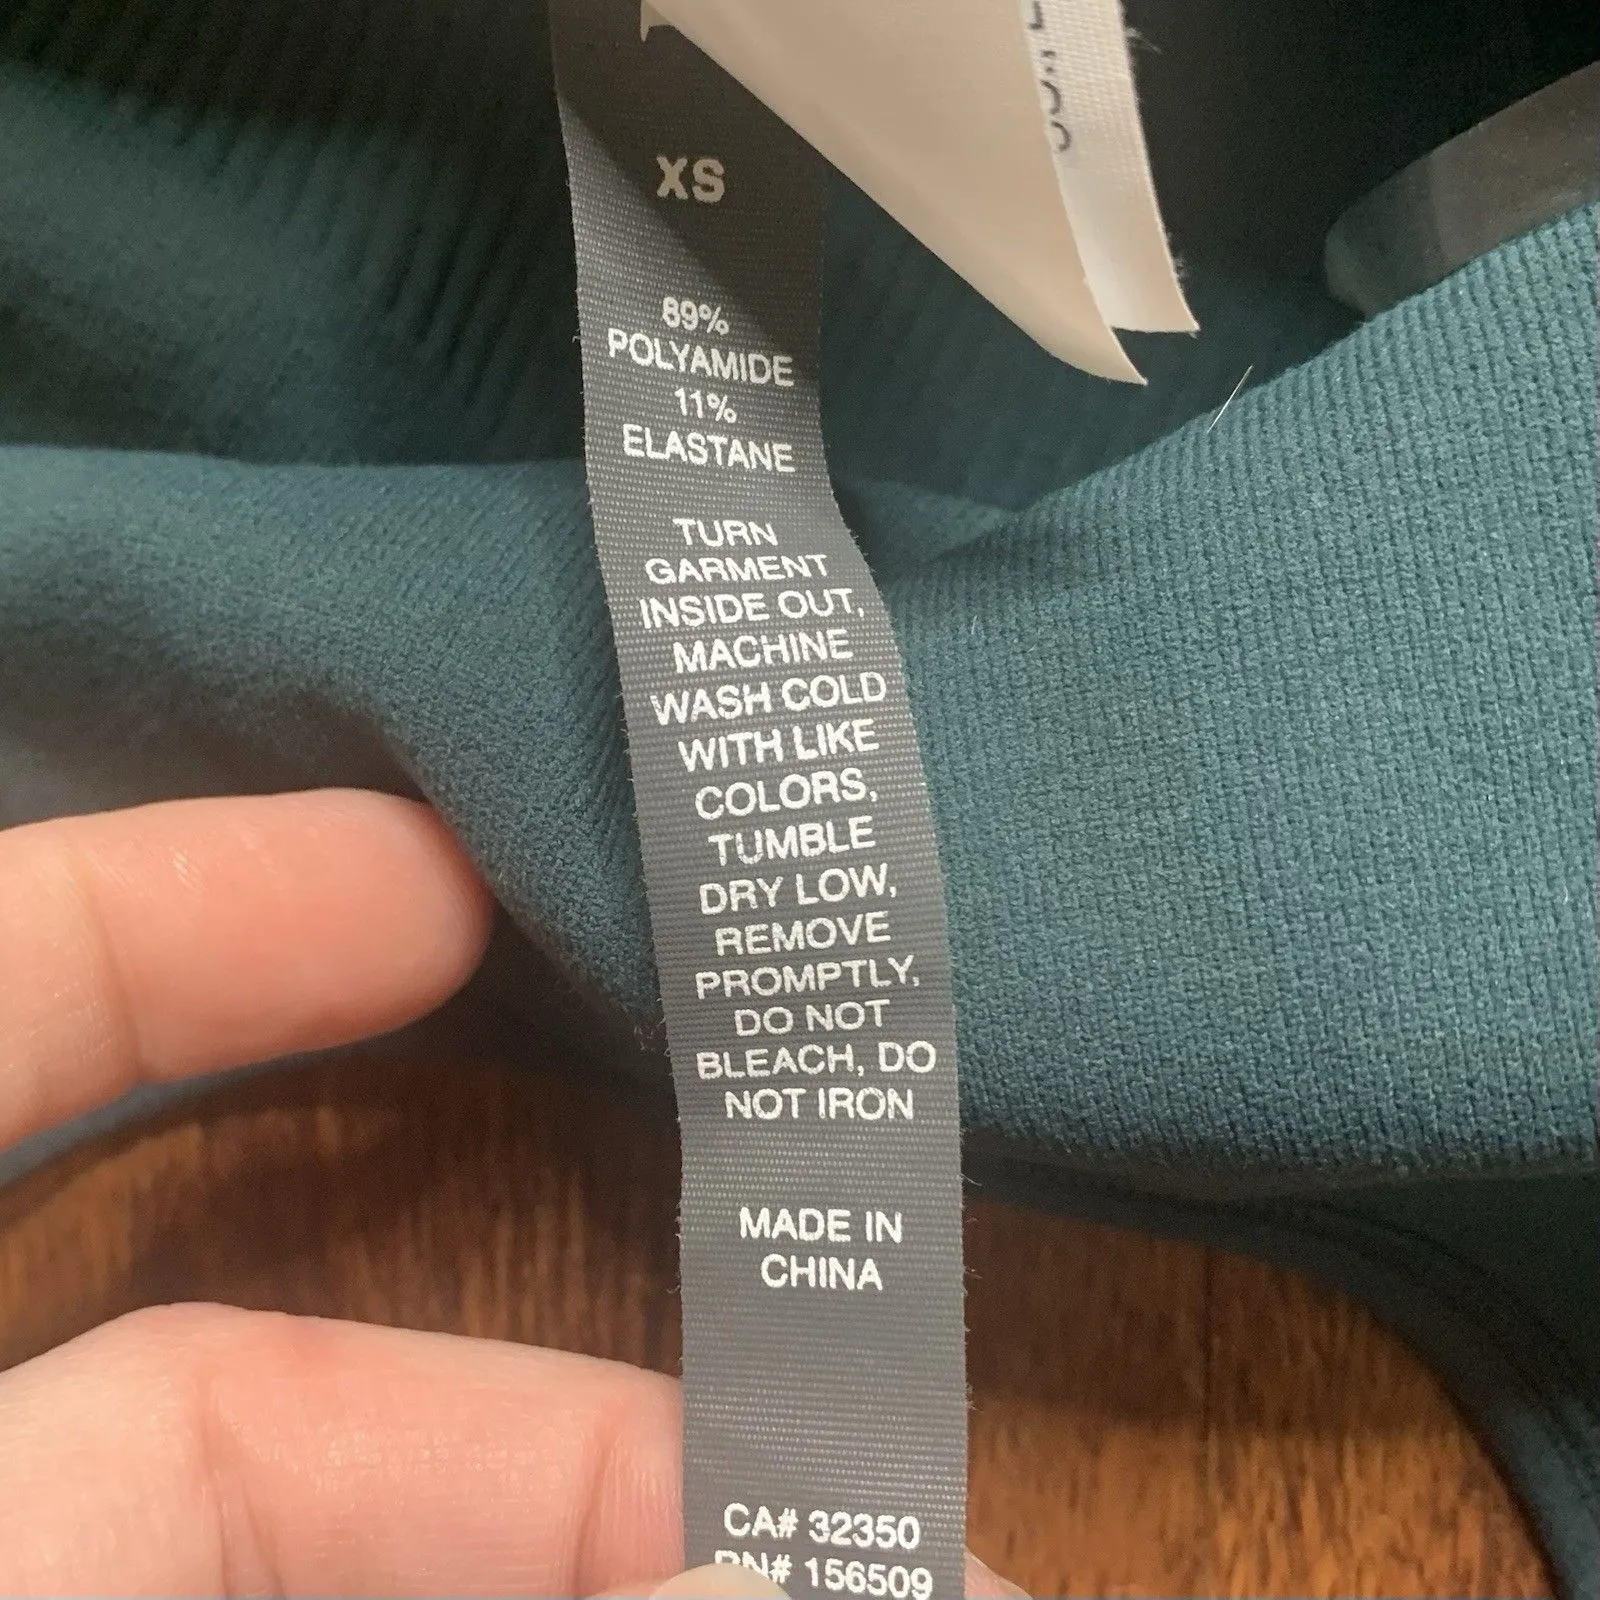 XS
89%
POLYAMIDE
11%
ELASTANE
TURN
GARMENT
INSIDE OUT,
MACHINE
WASH COLD
WITH LIKE
COLORS,
TUMBLE
DRY LOW,
REMOVE
PROMPTLY,
DO NOT
BLEACH, DO
NOT IRON
MADE IN
CHINA
CA# 32350
RN# 156509